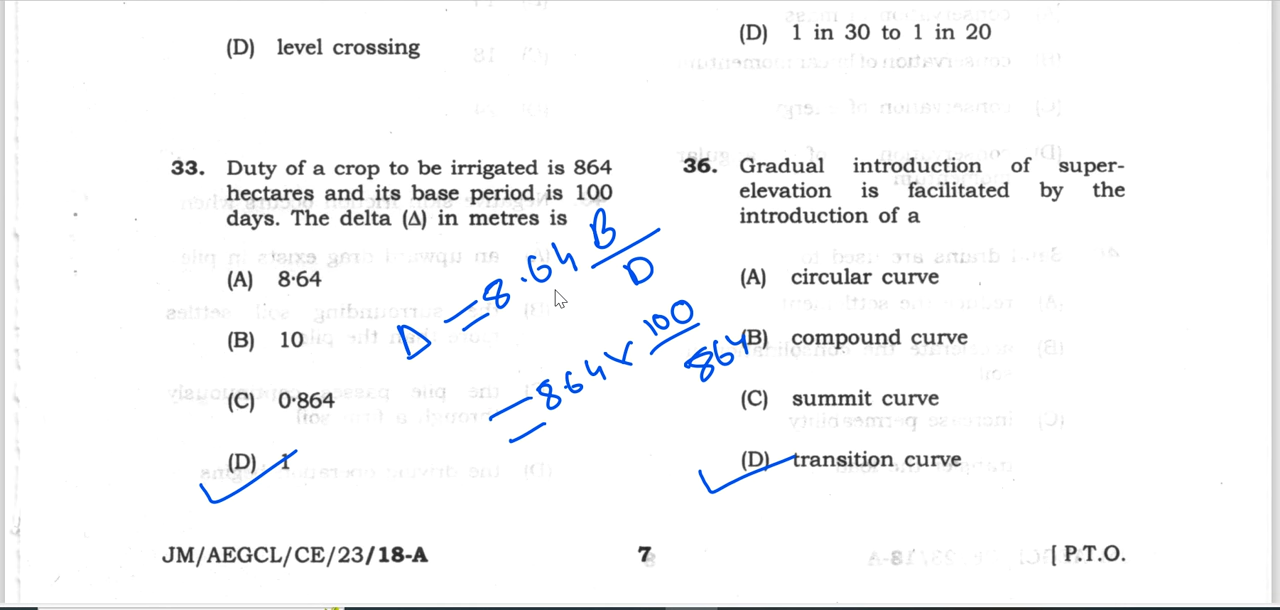 (D) level crossing
33. Duty of a crop to be irrigated is 864
hectares and its base period is 100
days. The delta (Δ) in metres is
(A) 8·64
(B) 10
(C) 0·864
(D) 1
Δ = 8.64 B/D
= 8.64 × 100/864
(D) 1 in 30 to 1 in 20
36. Gradual introduction of super-
elevation is facilitated by the
introduction of a
(A) circular curve
(B) compound curve
(C) summit curve
(D) transition curve
JM/AEGCL/CE/23/18-A
7
[ P.T.O.